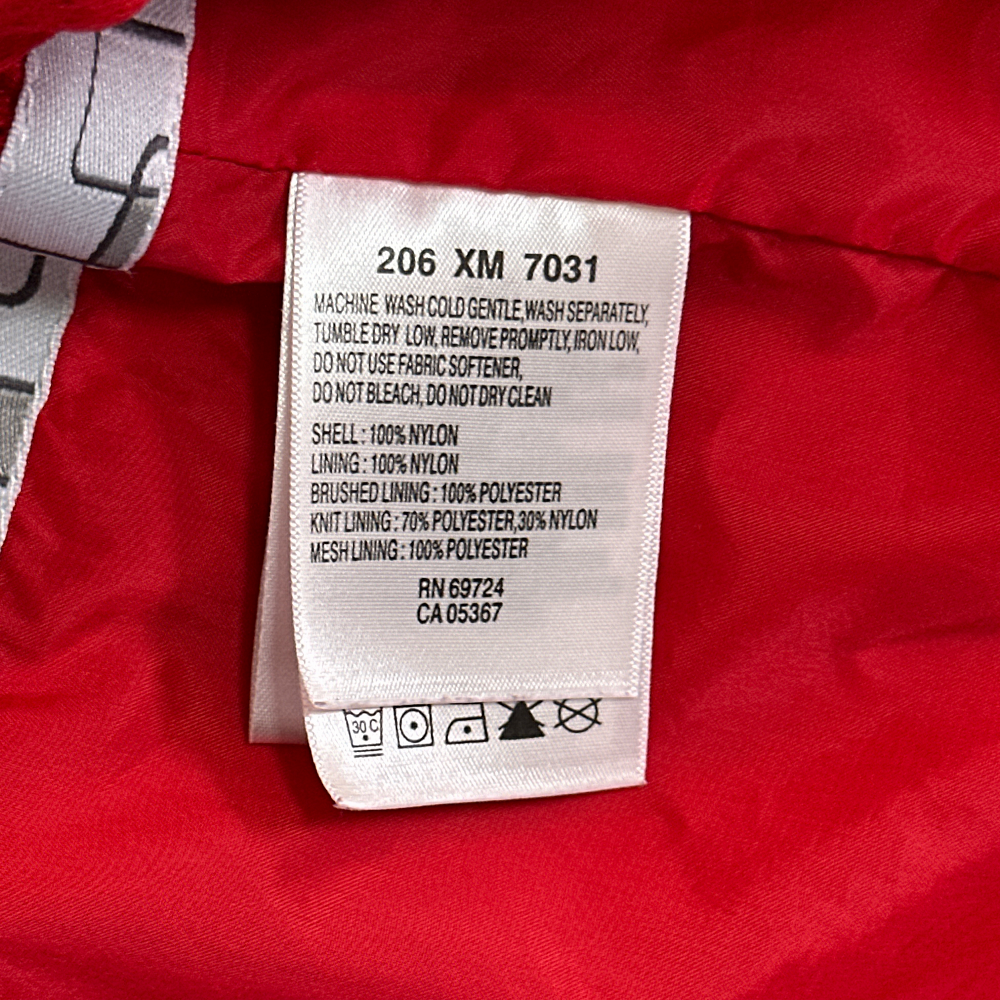 206 XM 7031
MACHINE WASH COLD GENTLE, WASH SEPARATELY,
TUMBLE DRY LOW, REMOVE PROMPTLY, IRON LOW,
DO NOT USE FABRIC SOFTENER,
DO NOT BLEACH, DO NOT DRY CLEAN
SHELL : 100% NYLON
LINING : 100% NYLON
BRUSHED LINING : 100% POLYESTER
KNIT LINING : 70% POLYESTER, 30% NYLON
MESH LINING : 100% POLYESTER
RN 69724
CA 05367
30 C